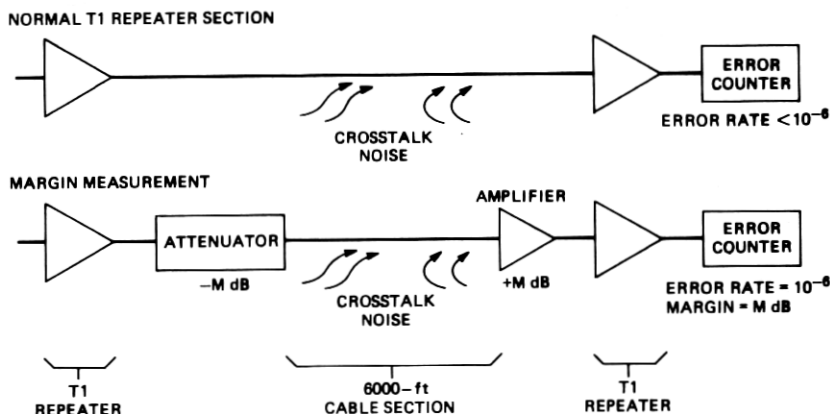 NORMAL T1 REPEATER SECTION
ERROR
COUNTER
CROSSTALK
NOISE
ERROR RATE < 10⁻⁶
MARGIN MEASUREMENT
AMPLIFIER
ATTENUATOR
ERROR
COUNTER
−M dB
CROSSTALK
NOISE
+M dB
ERROR RATE = 10⁻⁶
MARGIN = M dB
T1
REPEATER
6000-ft
CABLE SECTION
T1
REPEATER